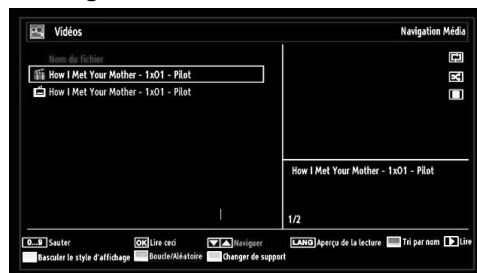 Vidéos
Navigation Média
Nom du fichier
How I Met Your Mother - 1x01 - Pilot
How I Met Your Mother - 1x01 - Pilot
How I Met Your Mother - 1x01 - Pilot
1/2
0...9 Sauter OK Lire ceci Naviguer LANG Aperçu de la lecture Tri par nom Lire
Basculer le style d'affichage Boucle/Aléatoire Changer de support